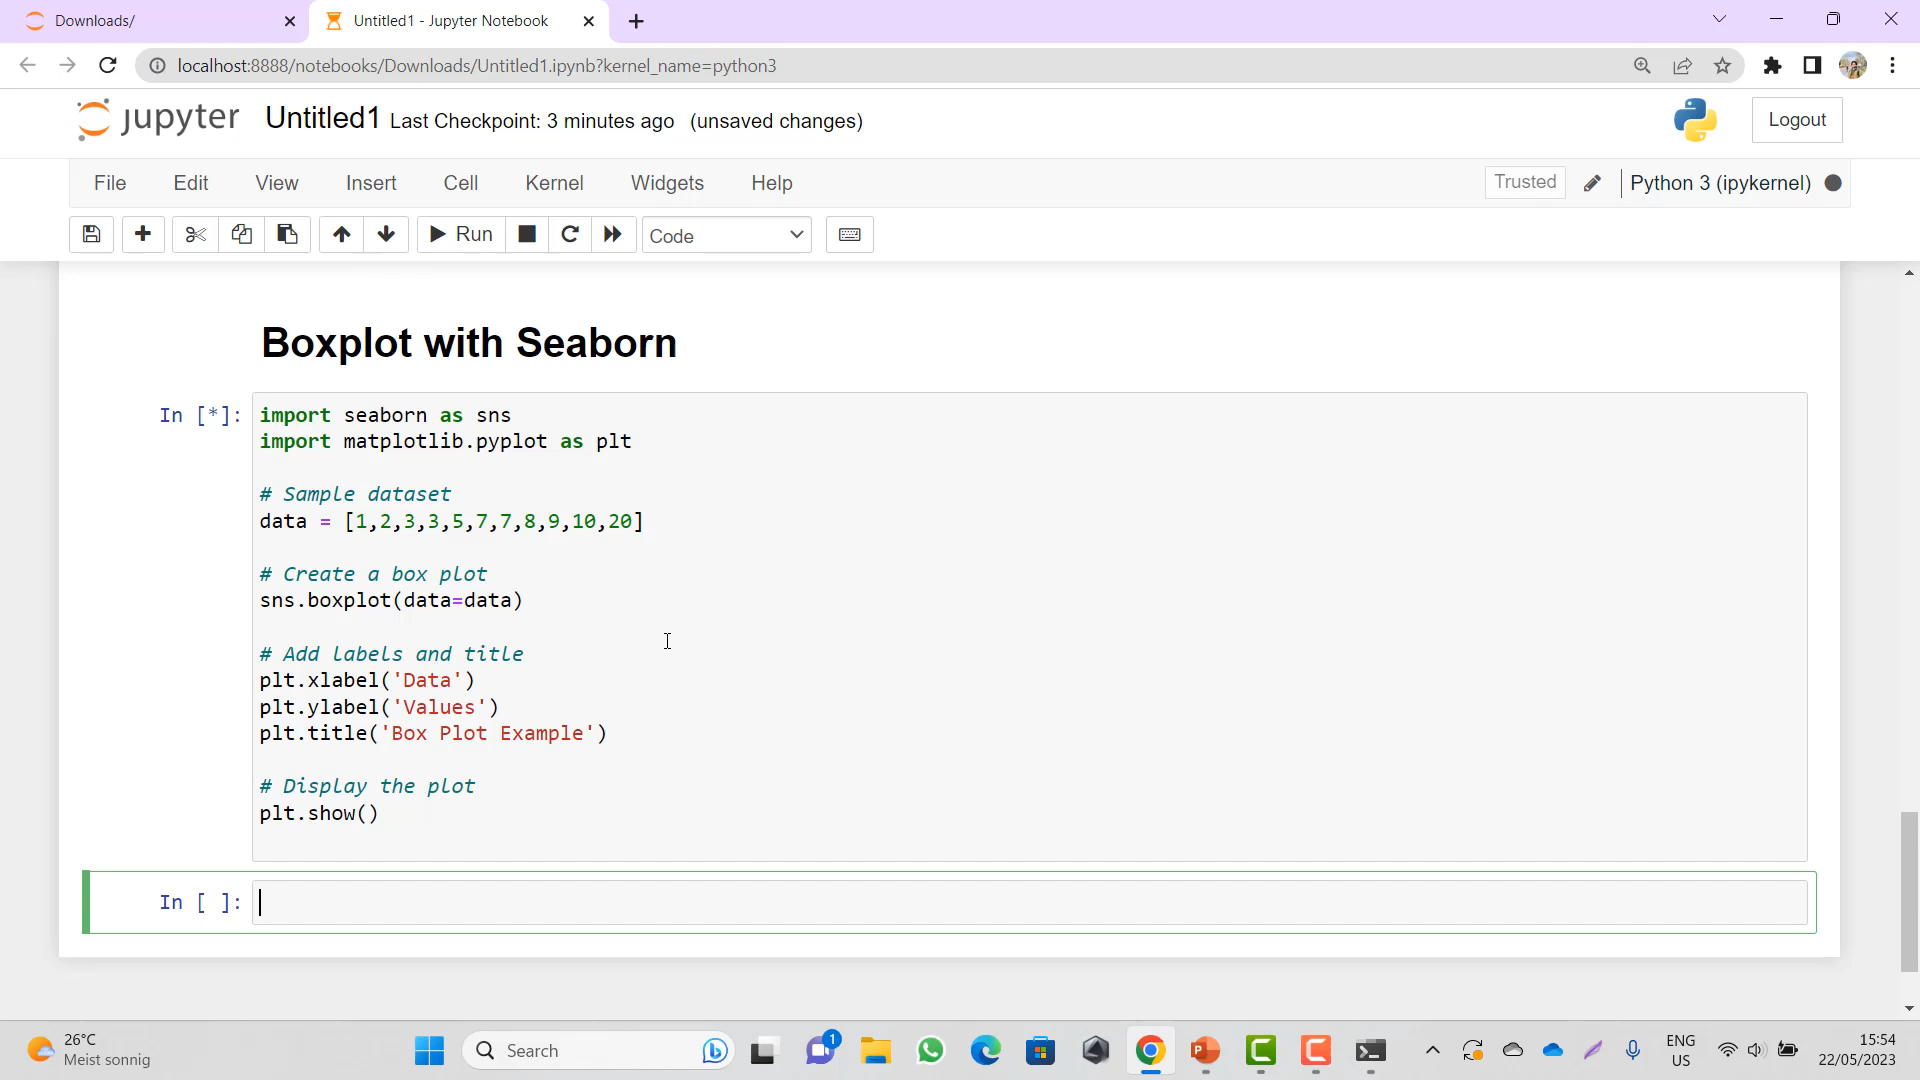 Downloads/
Untitled1 - Jupyter Notebook
localhost:8888/notebooks/Downloads/Untitled1.ipynb?kernel_name=python3
jupyter Untitled1 Last Checkpoint: 3 minutes ago (unsaved changes)
Logout
File Edit View Insert Cell Kernel Widgets Help
Trusted
Python 3 (ipykernel)
Run
Code
Boxplot with Seaborn
In [*]:
import seaborn as sns
import matplotlib.pyplot as plt
# Sample dataset
data = [1,2,3,3,5,7,7,8,9,10,20]
# Create a box plot
sns.boxplot(data=data)
# Add labels and title
plt.xlabel('Data')
plt.ylabel('Values')
plt.title('Box Plot Example')
# Display the plot
plt.show()
In [ ]:
26°C
Meist sonnig
Search
1
ENG
US
15:54
22/05/2023